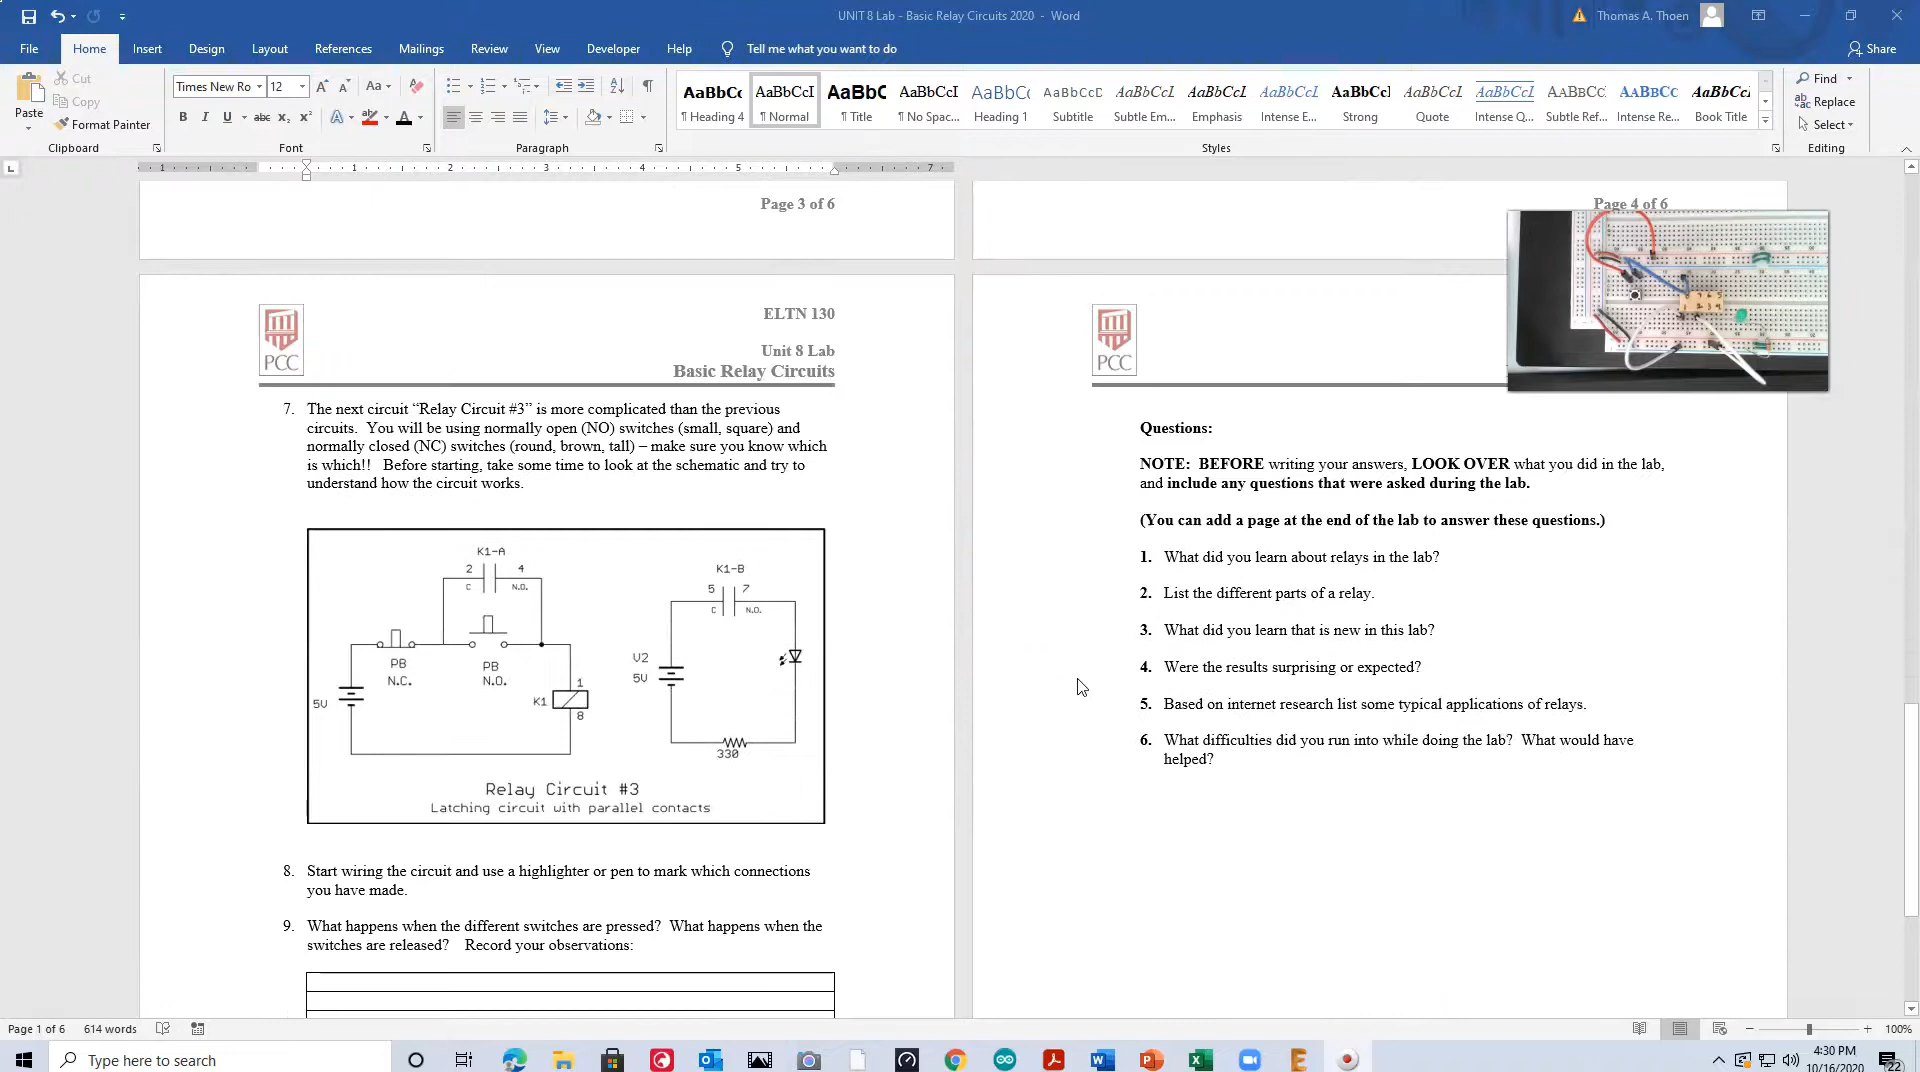 UNIT 8 Lab - Basic Relay Circuits 2020 - Word
Thomas A. Thoen
File Home Insert Design Layout References Mailings Review View Developer Help Tell me what you want to do
Share
Paste
Cut
Copy
Format Painter
Times New Ro 12
B I U abc x₂ x²
AaBbCc AaBbCcI AaBbC AaBbCcI AaBbCc AaBbCcD AaBbCcL AaBbCcL AaBbCcL AaBbCcI AaBbCcL AaBbCcL AABBCC AABBCC AaBbCcL
Heading 4 ¶ Normal ¶ Title ¶ No Spac... Heading 1 Subtitle Subtle Em... Emphasis Intense E... Strong Quote Intense Q... Subtle Ref... Intense Re... Book Title
Find
Replace
Select
Clipboard Font Paragraph Styles Editing
1 1 2 3 4 5 7
Page 3 of 6
Page 4 of 6
PCC
ELTN 130
Unit 8 Lab
Basic Relay Circuits
7. The next circuit “Relay Circuit #3” is more complicated than the previous
circuits. You will be using normally open (NO) switches (small, square) and
normally closed (NC) switches (round, brown, tall) – make sure you know which
is which!! Before starting, take some time to look at the schematic and try to
understand how the circuit works.
K1-A
2 4
C N.O.
PB
N.C.
PB
N.O.
5V
K1
1
8
K1-B
5 7
C N.O.
V2
5V
330
Relay Circuit #3
Latching circuit with parallel contacts
8. Start wiring the circuit and use a highlighter or pen to mark which connections
you have made.
9. What happens when the different switches are pressed? What happens when the
switches are released? Record your observations:
PCC
Questions:
NOTE: BEFORE writing your answers, LOOK OVER what you did in the lab,
and include any questions that were asked during the lab.
(You can add a page at the end of the lab to answer these questions.)
1. What did you learn about relays in the lab?
2. List the different parts of a relay.
3. What did you learn that is new in this lab?
4. Were the results surprising or expected?
5. Based on internet research list some typical applications of relays.
6. What difficulties did you run into while doing the lab? What would have
helped?
Page 1 of 6 614 words
100%
Type here to search
4:30 PM
10/16/2020
22